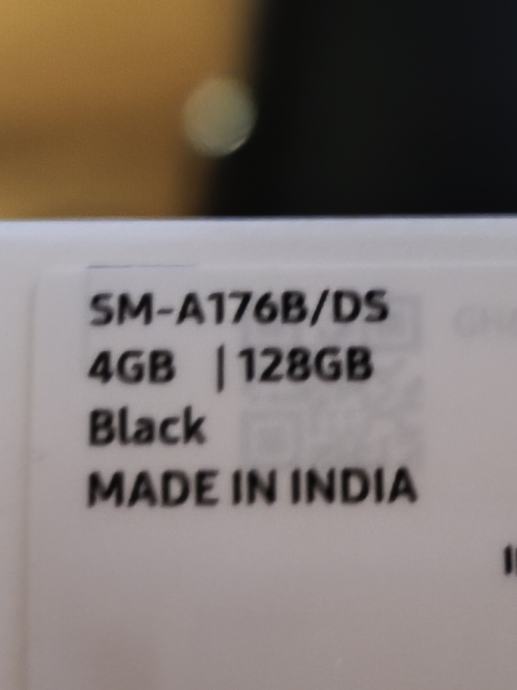 SM-A176B/DS
4GB | 128GB
Black
MADE IN INDIA